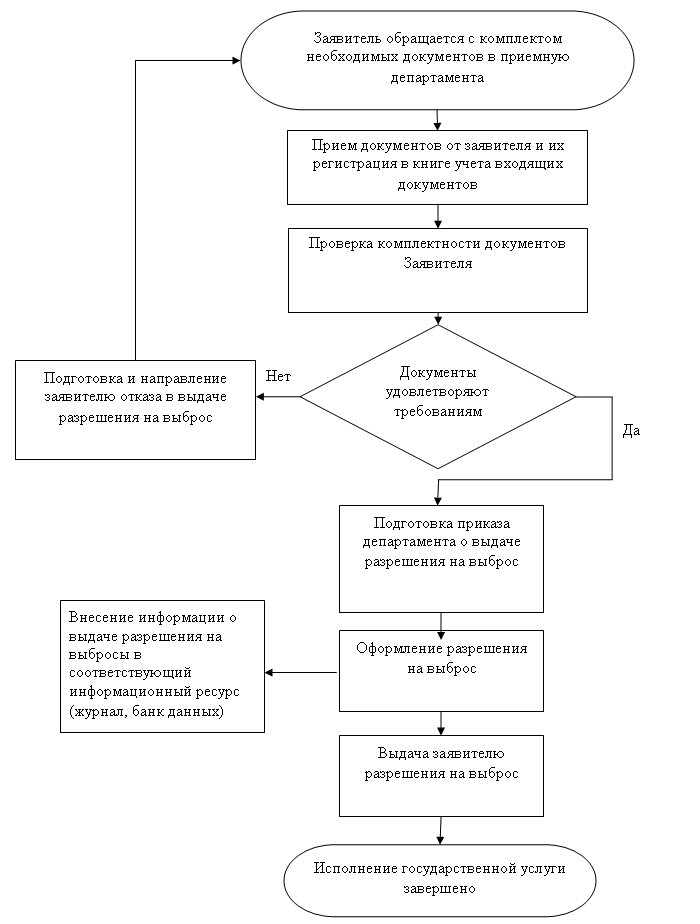 Заявитель обращается с комплектом
необходимых документов в приемную
департамента
Прием документов от заявителя и их
регистрация в книге учета входящих
документов
Проверка комплектности документов
Заявителя
Документы
удовлетворяют
требованиям
Нет
Подготовка и направление
заявителю отказа в выдаче
разрешения на выброс
Да
Подготовка приказа
департамента о выдаче
разрешения на выброс
Оформление разрешения
на выброс
Внесение информации о
выдаче разрешения на
выбросы в
соответствующий
информационный ресурс
(журнал, банк данных)
Выдача заявителю
разрешения на выброс
Исполнение государственной услуги
завершено